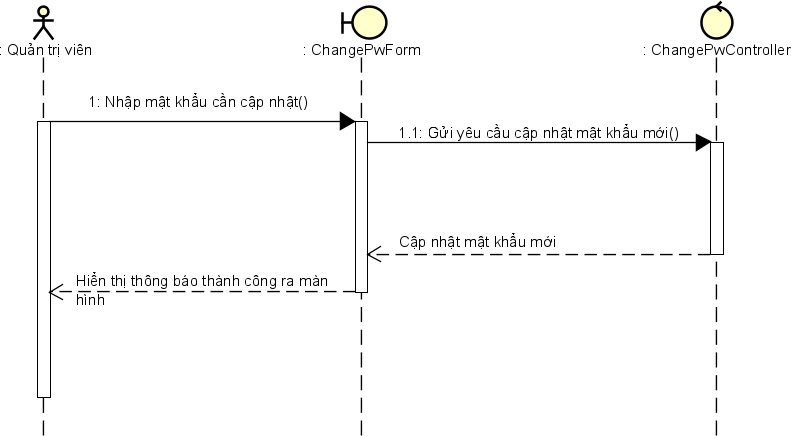 : Quản trị viên
: ChangePwForm
: ChangePwController
1: Nhập mật khẩu cần cập nhật()
1.1: Gửi yêu cầu cập nhật mật khẩu mới()
Cập nhật mật khẩu mới
Hiển thị thông báo thành công ra màn
hình